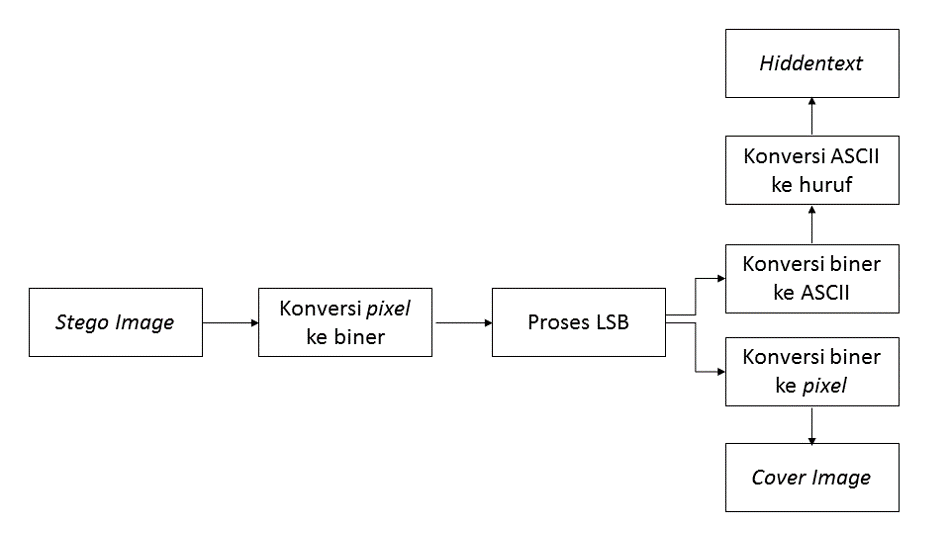 Hiddentext
Konversi ASCII
ke huruf
Konversi biner
ke ASCII
Stego Image
Konversi pixel
ke biner
Proses LSB
Konversi biner
ke pixel
Cover Image